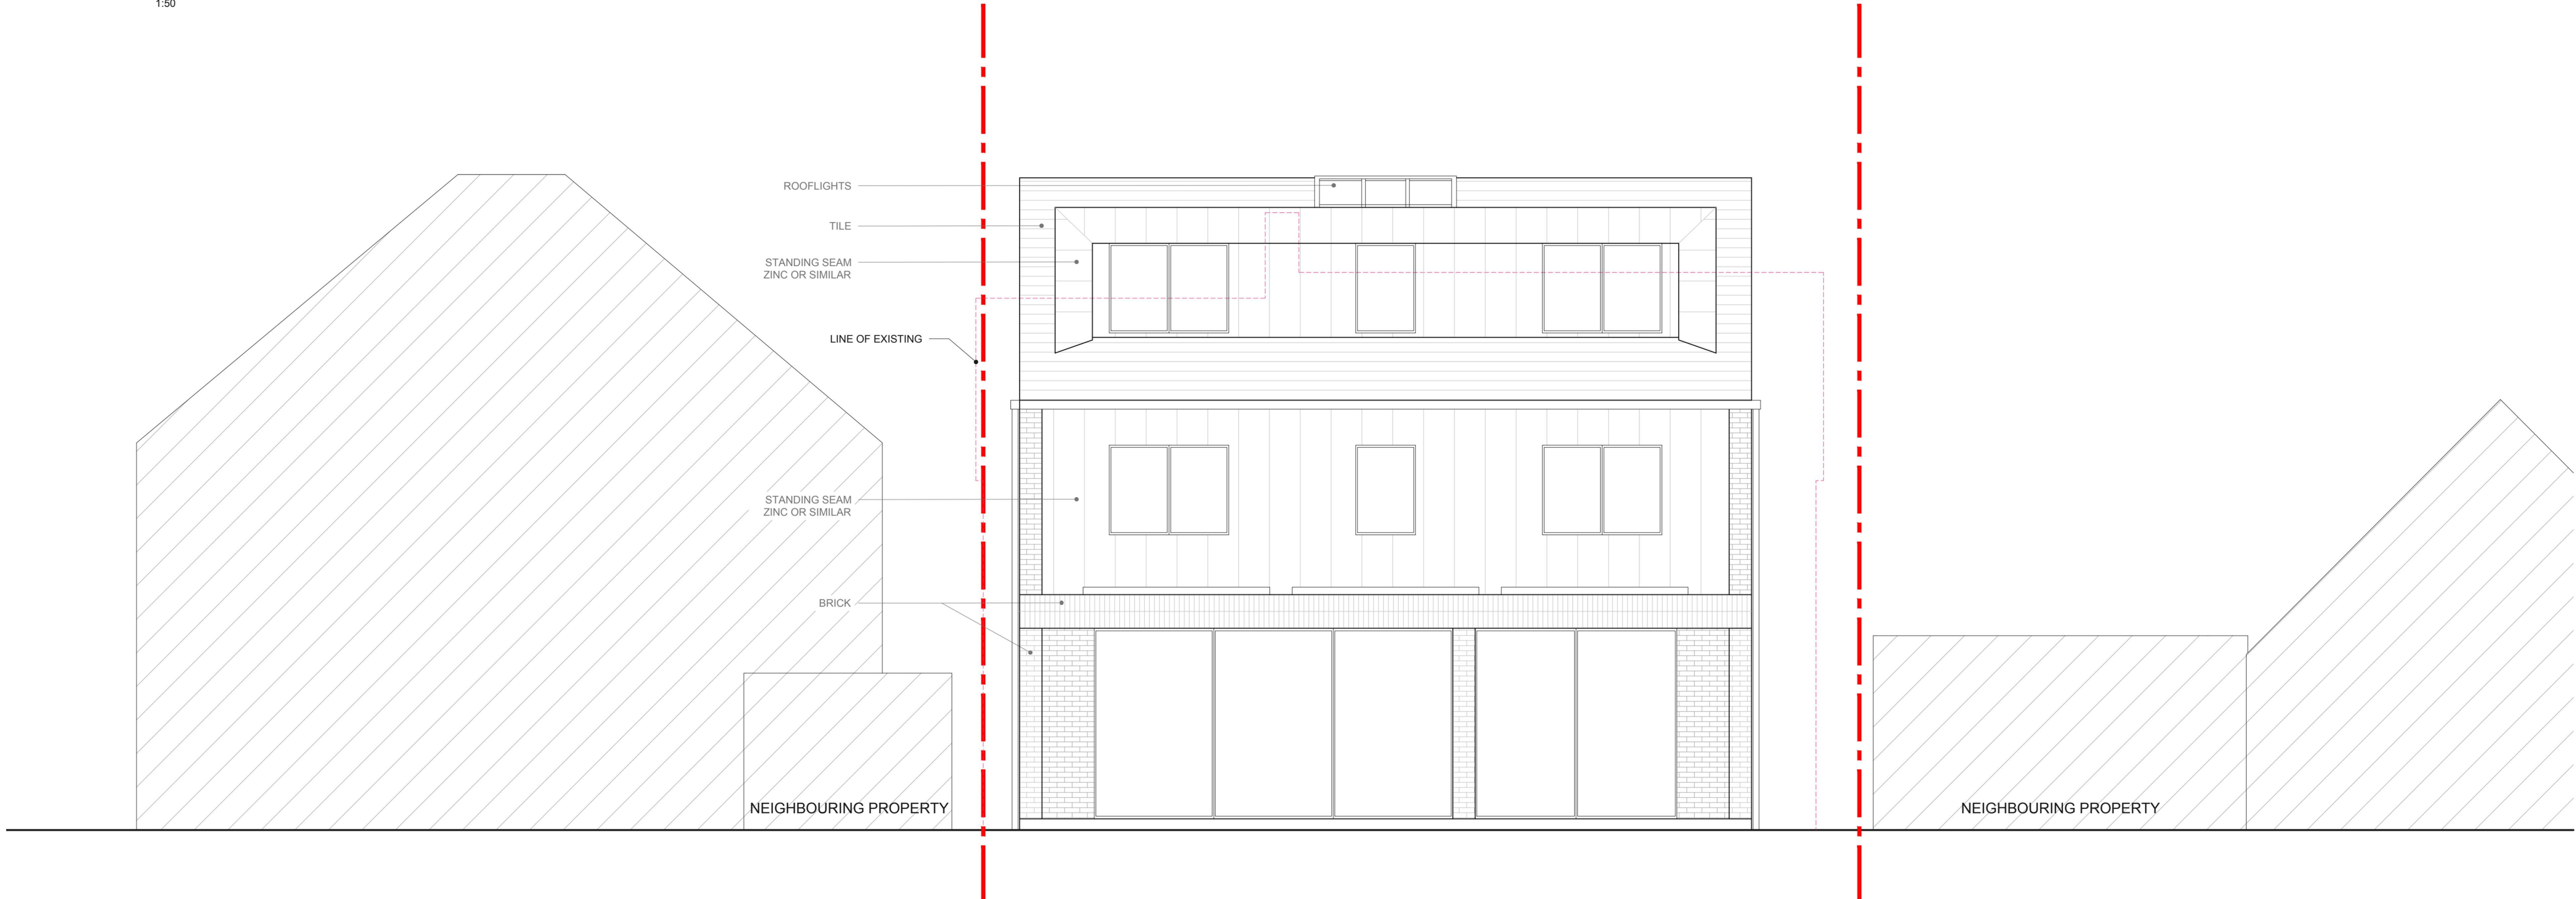 1:50
ROOFLIGHTS
TILE
STANDING SEAM
ZINC OR SIMILAR
LINE OF EXISTING
STANDING SEAM
ZINC OR SIMILAR
BRICK
NEIGHBOURING PROPERTY
NEIGHBOURING PROPERTY